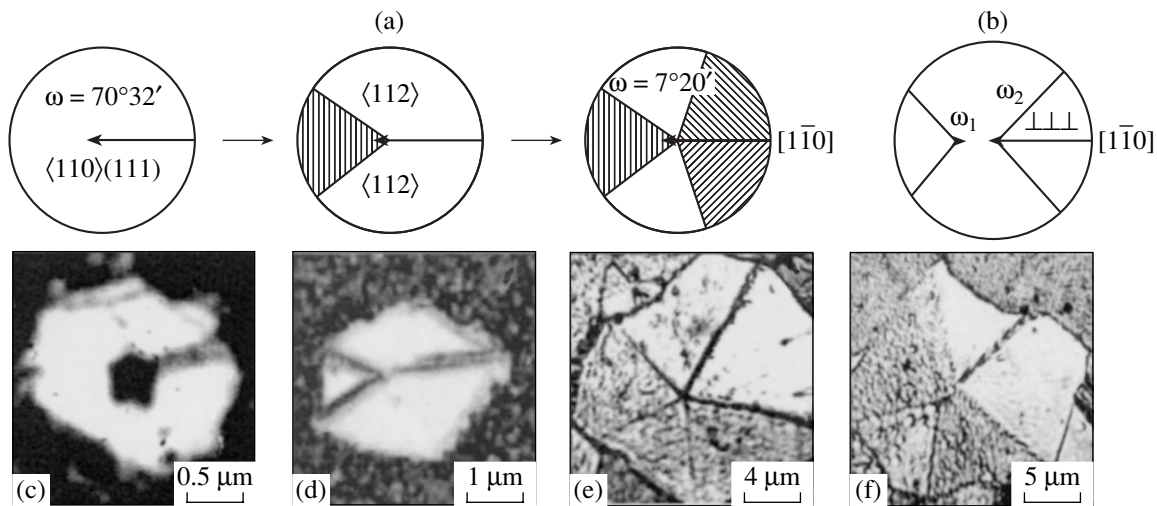 (a)
(b)
ω = 70°32′
⟨110⟩(111)
⟨112⟩
⟨112⟩
ω = 7°20′
[11̅0]
ω₁
ω₂
⊥⊥⊥
[11̅0]
(c)
0.5 μm
(d)
1 μm
(e)
4 μm
(f)
5 μm